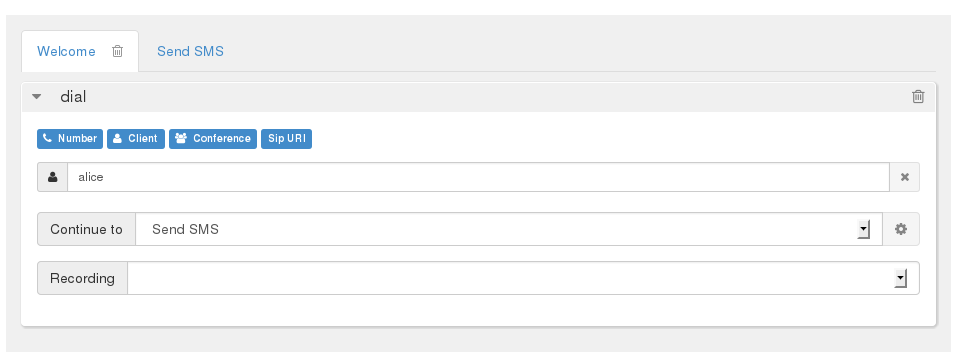 Welcome Send SMS
dial
Number Client Conference Sip URI
alice
Continue to Send SMS
Recording